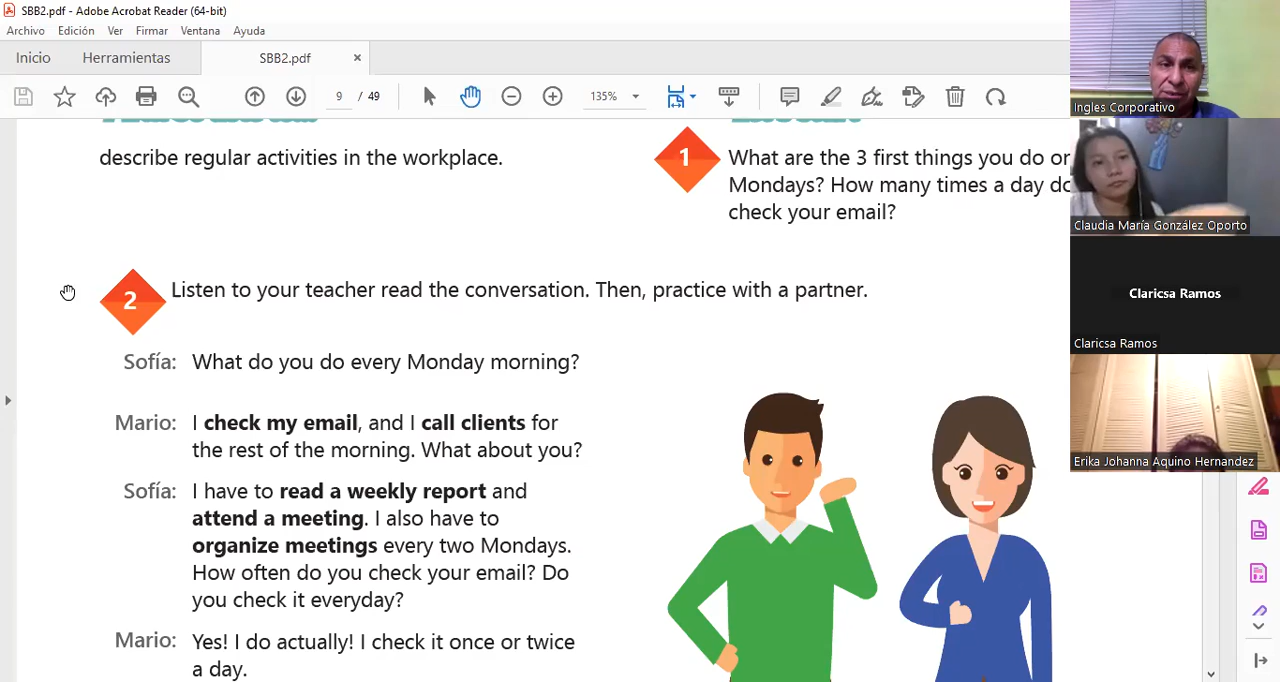 SBB2.pdf - Adobe Acrobat Reader (64-bit)
Archivo Edición Ver Firmar Ventana Ayuda
Inicio Herramientas SBB2.pdf ×
9 / 49 135%
describe regular activities in the workplace.
1 What are the 3 first things you do or
Mondays? How many times a day do
check your email?
2 Listen to your teacher read the conversation. Then, practice with a partner.
Sofía: What do you do every Monday morning?
Mario: I check my email, and I call clients for
the rest of the morning. What about you?
Sofía: I have to read a weekly report and
attend a meeting. I also have to
organize meetings every two Mondays.
How often do you check your email? Do
you check it everyday?
Mario: Yes! I do actually! I check it once or twice
a day.
Ingles Corporativo
Claudia María González Oporto
Claricsa Ramos
Claricsa Ramos
Erika Johanna Aquino Hernandez